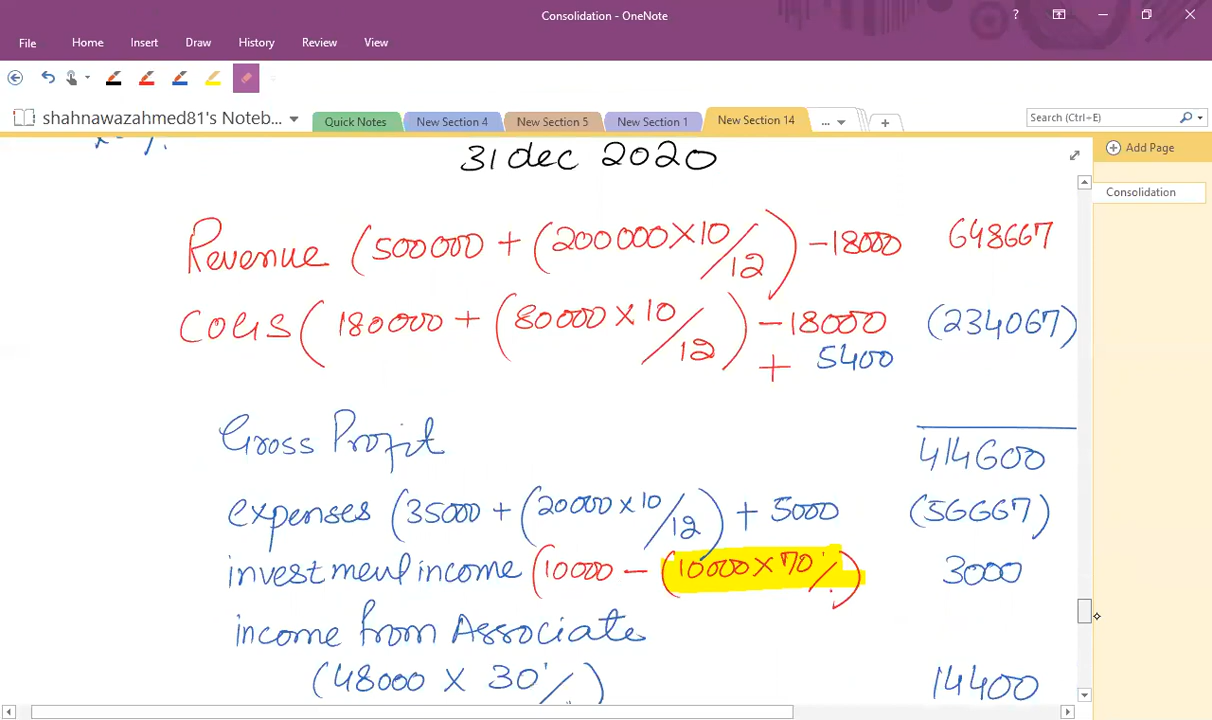 Consolidation - OneNote
?
File Home Insert Draw History Review View
shahnawazahmed81's Noteb... Quick Notes New Section 4 New Section 5 New Section 1 New Section 14 ... Search (Ctrl+E)
Add Page
Consolidation
31 dec 2020
Revenue (500000 + (200000 × 10/12) - 18000 648667
COGS (180000 + (80000 × 10/12) - 18000 (234067)
+ 5400
Gross Profit 414600
expenses (35000 + (20000 × 10/12) + 5000 (56667)
investment income (10000 - (10000 × 70%) 3000
income from Associate
(48000 × 30%) 14400